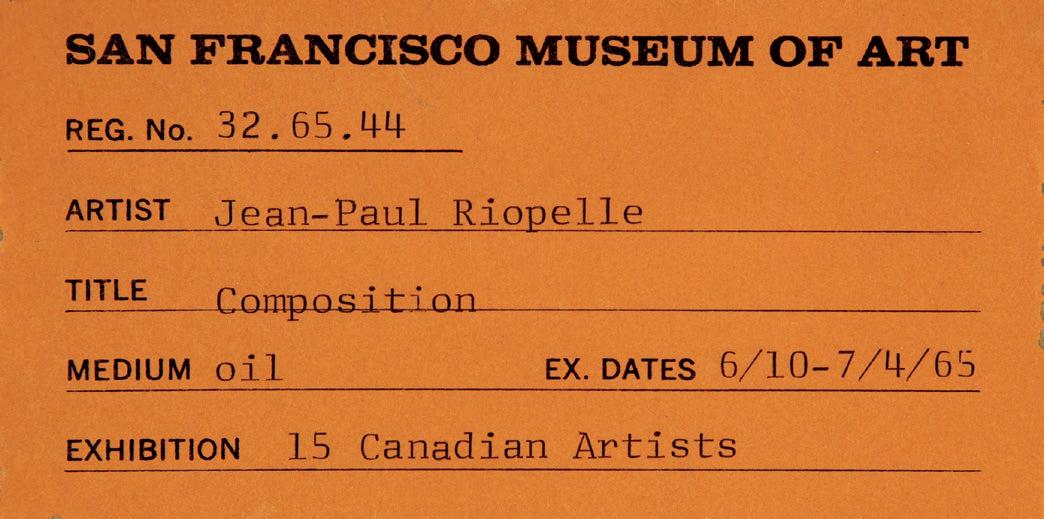 SAN FRANCISCO MUSEUM OF ART
REG. No. 32.65.44
ARTIST Jean-Paul Riopelle
TITLE Composition
MEDIUM oil EX. DATES 6/10-7/4/65
EXHIBITION 15 Canadian Artists